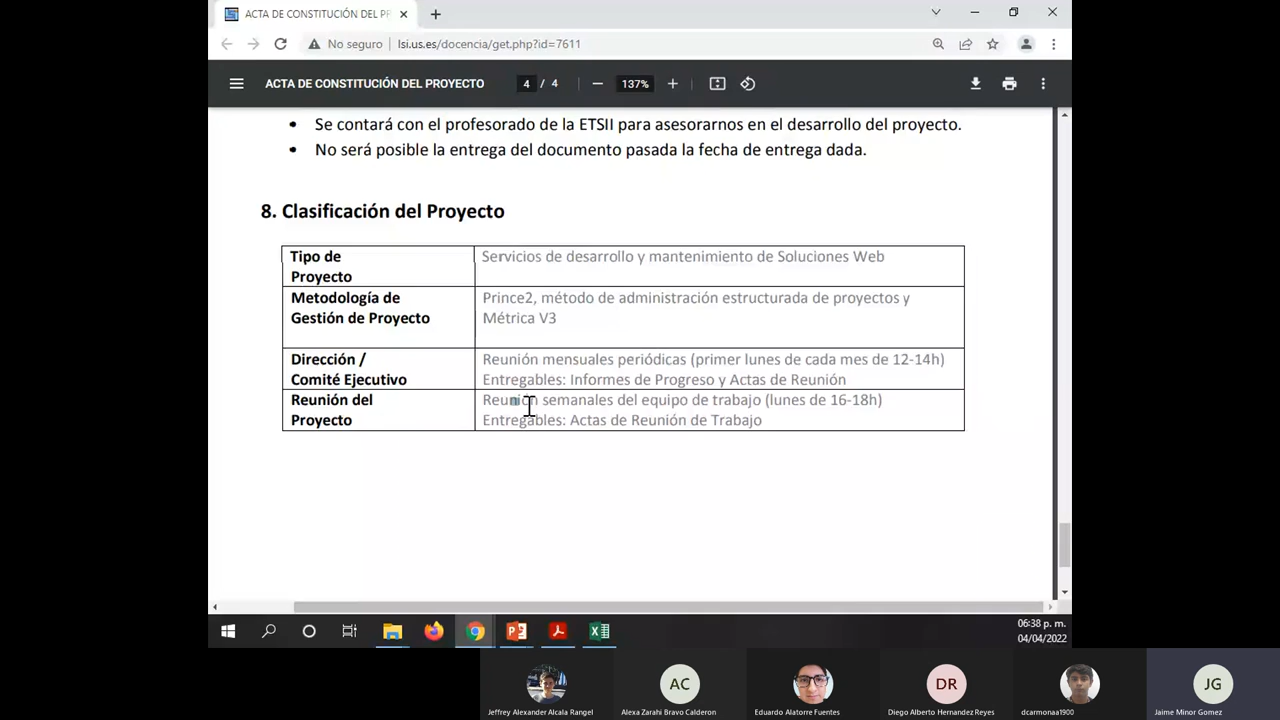 ACTA DE CONSTITUCIÓN DEL PR
No seguro
lsi.us.es/docencia/get.php?id=7611
ACTA DE CONSTITUCIÓN DEL PROYECTO
4 / 4
137%
• Se contará con el profesorado de la ETSII para asesorarnos en el desarrollo del proyecto.
• No será posible la entrega del documento pasada la fecha de entrega dada.
8. Clasificación del Proyecto
Tipo de
Proyecto
Servicios de desarrollo y mantenimiento de Soluciones Web
Metodología de
Gestión de Proyecto
Prince2, método de administración estructurada de proyectos y
Métrica V3
Dirección /
Comité Ejecutivo
Reunión mensuales periódicas (primer lunes de cada mes de 12-14h)
Entregables: Informes de Progreso y Actas de Reunión
Reunión del
Proyecto
Reunión semanales del equipo de trabajo (lunes de 16-18h)
Entregables: Actas de Reunión de Trabajo
06:38 p. m.
04/04/2022
AC
DR
JG
Jeffrey Alexander Alcala Rangel
Alexa Zarahi Bravo Calderon
Eduardo Alatorre Fuentes
Diego Alberto Hernandez Reyes
dcarmonaa1900
Jaime Minor Gomez